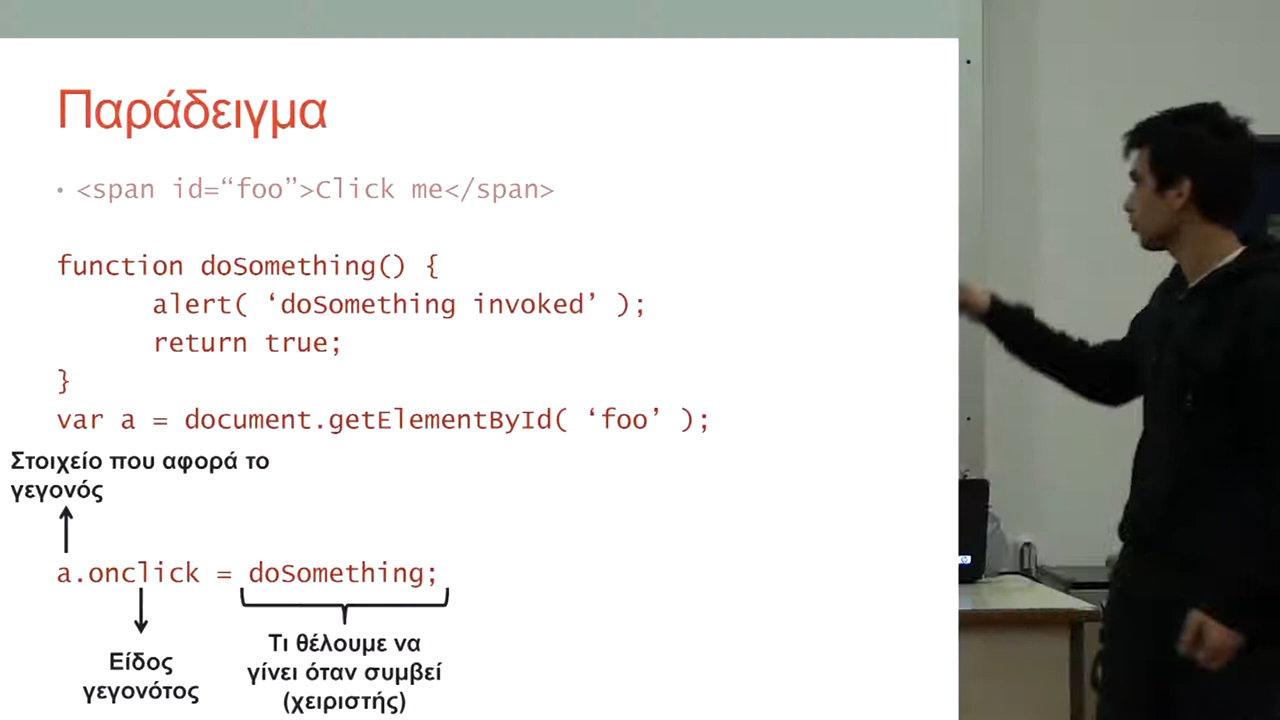 Παράδειγμα
• <span id=“foo”>Click me</span>
function doSomething() {
alert( ‘doSomething invoked’ );
return true;
}
var a = document.getElementById( ‘foo’ );
Στοιχείο που αφορά το
γεγονός
a.onclick = doSomething;
Είδος
γεγονότος
Τι θέλουμε να
γίνει όταν συμβεί
(χειριστής)